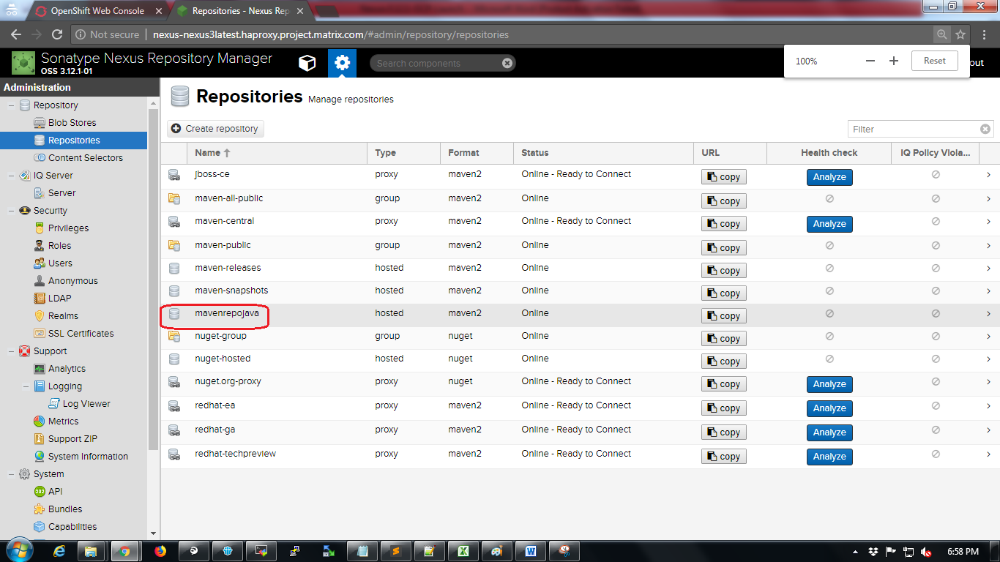 OpenShift Web Console
Repositories - Nexus Rep
Not secure
nexus-nexus3latest.haproxy.project.matrix.com/#admin/repository/repositories
Sonatype Nexus Repository Manager
OSS 3.12.1-01
Search components
100%
Reset
out
Administration
Repository
Blob Stores
Repositories
Content Selectors
IQ Server
Server
Security
Privileges
Roles
Users
Anonymous
LDAP
Realms
SSL Certificates
Support
Analytics
Logging
Log Viewer
Metrics
Support ZIP
System Information
System
API
Bundles
Capabilities
Repositories Manage repositories
Create repository
Filter
Name Type Format Status URL Health check IQ Policy Viola...
jboss-ce proxy maven2 Online - Ready to Connect copy Analyze
maven-all-public group maven2 Online copy
maven-central proxy maven2 Online - Ready to Connect copy Analyze
maven-public group maven2 Online copy
maven-releases hosted maven2 Online copy
maven-snapshots hosted maven2 Online copy
mavenrepojava hosted maven2 Online copy
nuget-group group nuget Online copy
nuget-hosted hosted nuget Online copy
nuget.org-proxy proxy nuget Online - Ready to Connect copy Analyze
redhat-ea proxy maven2 Online - Ready to Connect copy Analyze
redhat-ga proxy maven2 Online - Ready to Connect copy Analyze
redhat-techpreview proxy maven2 Online - Ready to Connect copy Analyze
6:58 PM